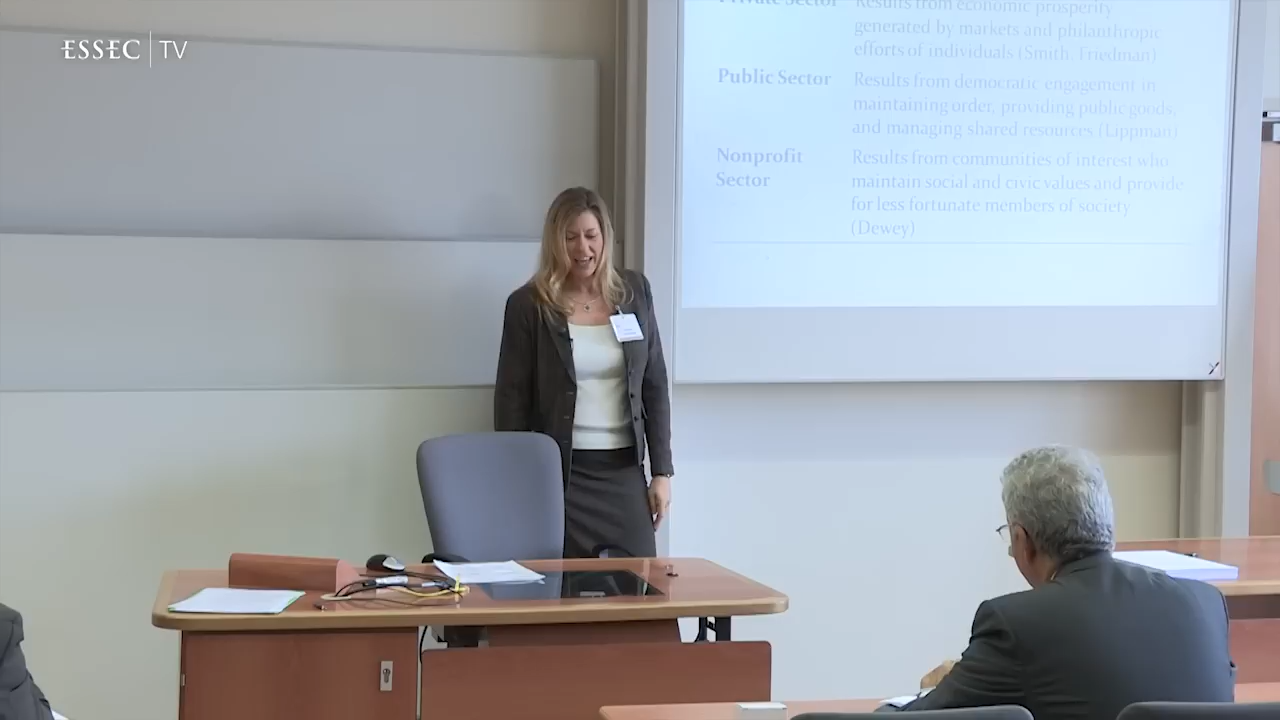 ESSEC TV
Private Sector
Results from economic prosperity
generated by markets and philanthropic
efforts of individuals (Smith, Friedman)
Public Sector
Results from democratic engagement in
maintaining order, providing public goods,
and managing shared resources (Lippman)
Nonprofit
Sector
Results from communities of interest who
maintain social and civic values and provide
for less fortunate members of society
(Dewey)